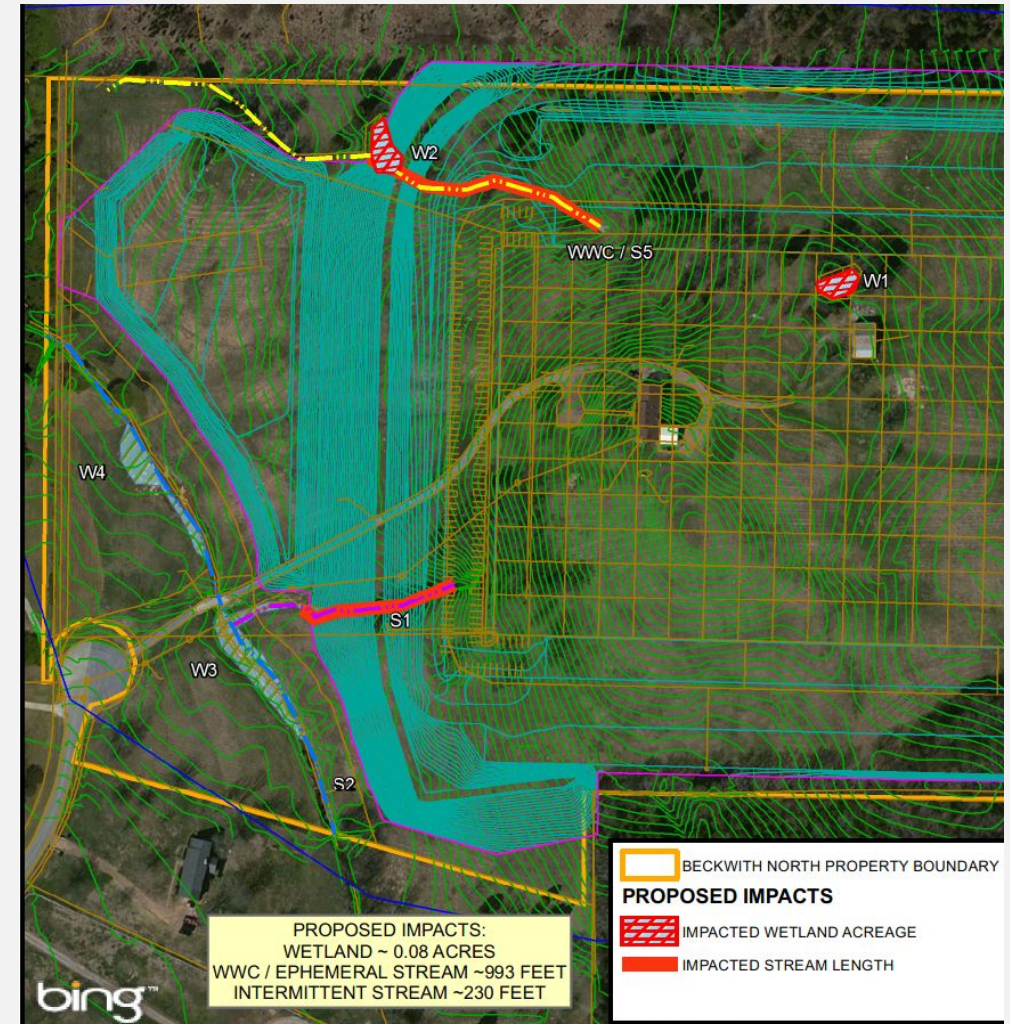 W2
WWC / S5
W1
W4
S1
W3
S2
BECKWITH NORTH PROPERTY BOUNDARY
PROPOSED IMPACTS
IMPACTED WETLAND ACREAGE
IMPACTED STREAM LENGTH
PROPOSED IMPACTS:
WETLAND ~ 0.08 ACRES
WWC / EPHEMERAL STREAM ~993 FEET
INTERMITTENT STREAM ~230 FEET
bing™